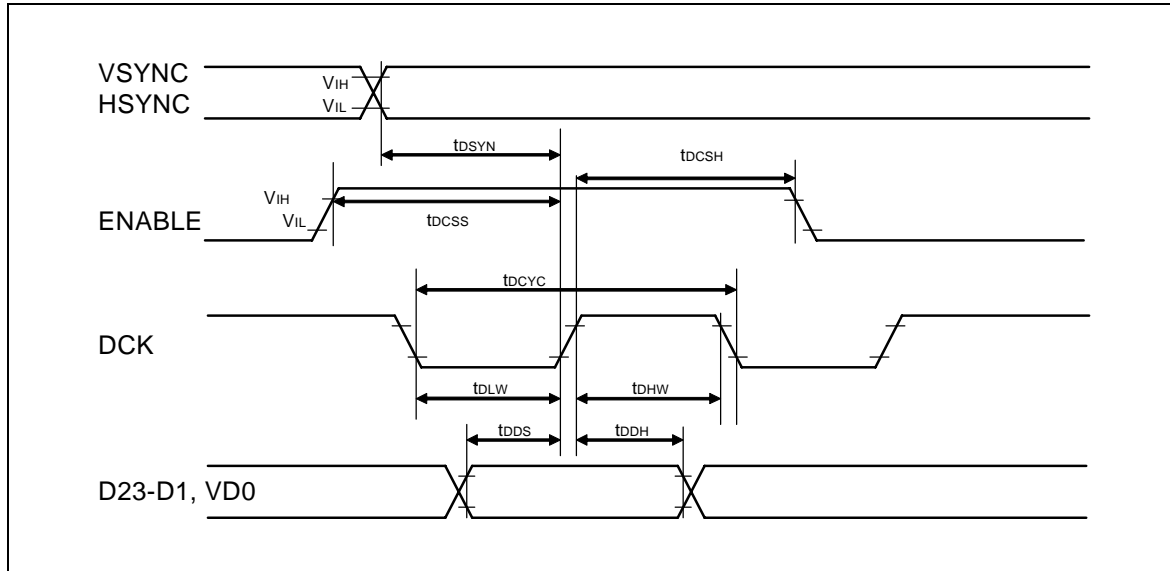 VSYNC
HSYNC
VIH
VIL
tDSYN
tDCSH
ENABLE
VIH
VIL
tDCSS
tDCYC
DCK
tDLW
tDHW
tDDS
tDDH
D23-D1, VD0